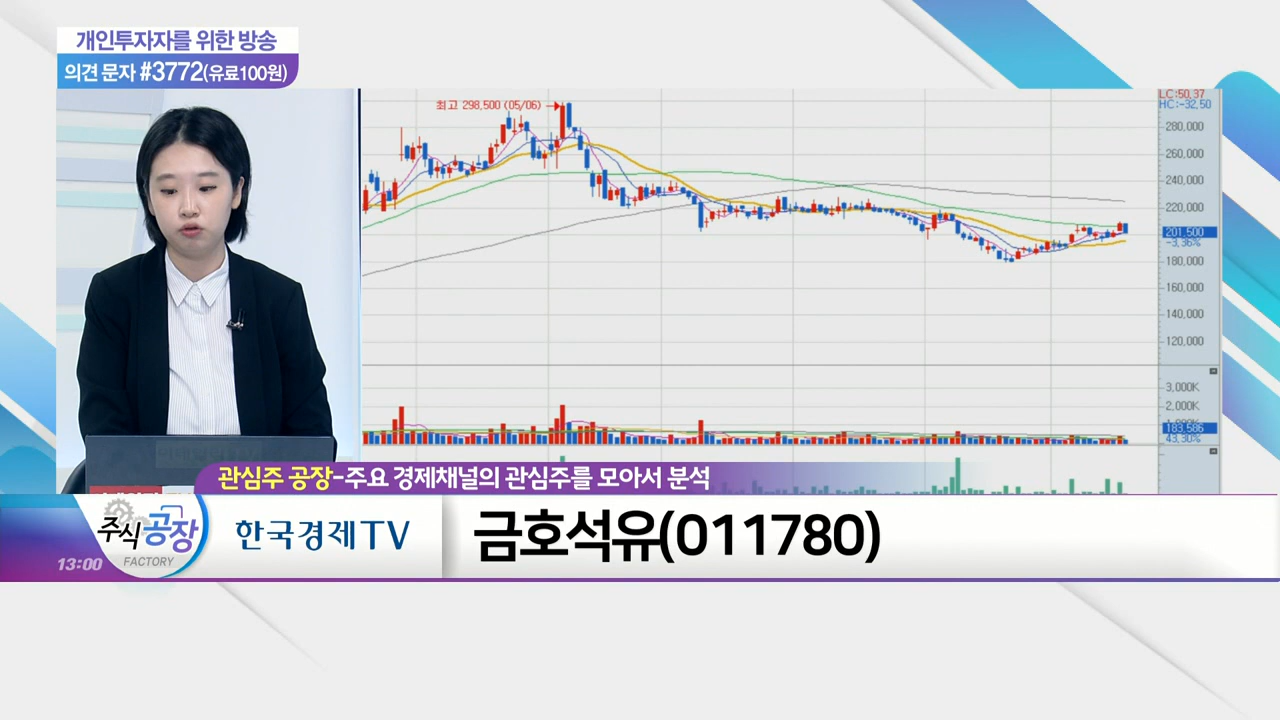 개인투자자를 위한 방송
의견 문자 #3772(유료100원)
최고 298,500 (05/06)
LC:50,37
HC:-32,50
280,000
260,000
240,000
220,000
201,500
-3,36%
180,000
160,000
140,000
120,000
3,000K
2,000K
183,586
43,30%
관심주 공장-주요 경제채널의 관심주를 모아서 분석
주식공장
FACTORY
13:00
한국경제TV
금호석유(011780)